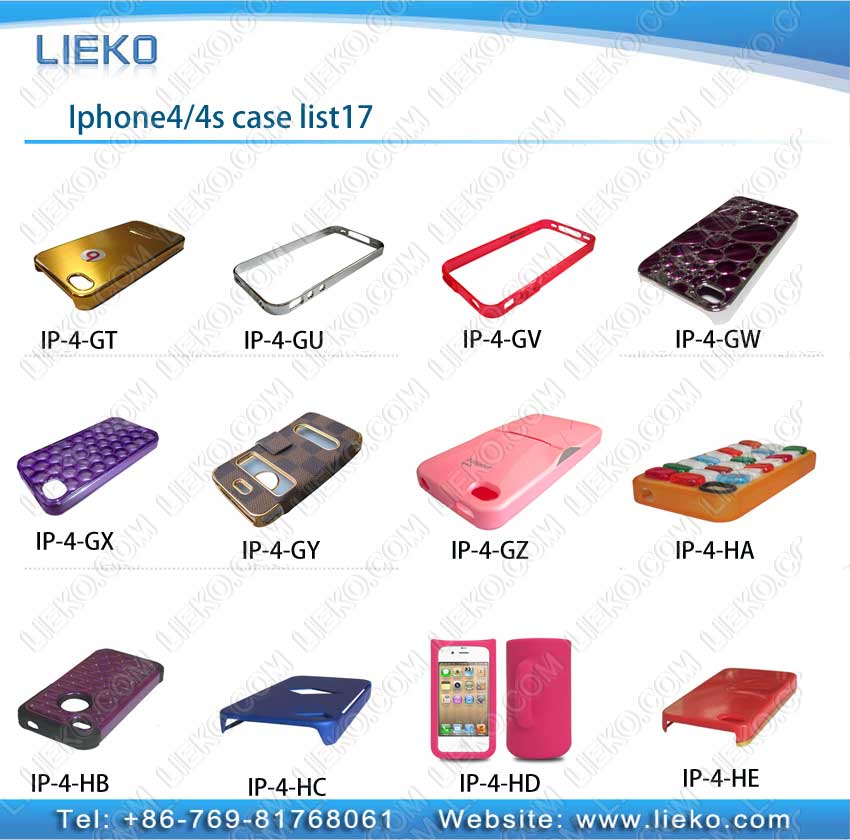 LIEKO
Iphone4/4s case list17
IP-4-GT
IP-4-GU
IP-4-GV
IP-4-GW
IP-4-GX
IP-4-GY
IP-4-GZ
IP-4-HA
IP-4-HB
IP-4-HC
IP-4-HD
IP-4-HE
Tel: +86-769-81768061 Website: www.lieko.com
LIEKO.COM